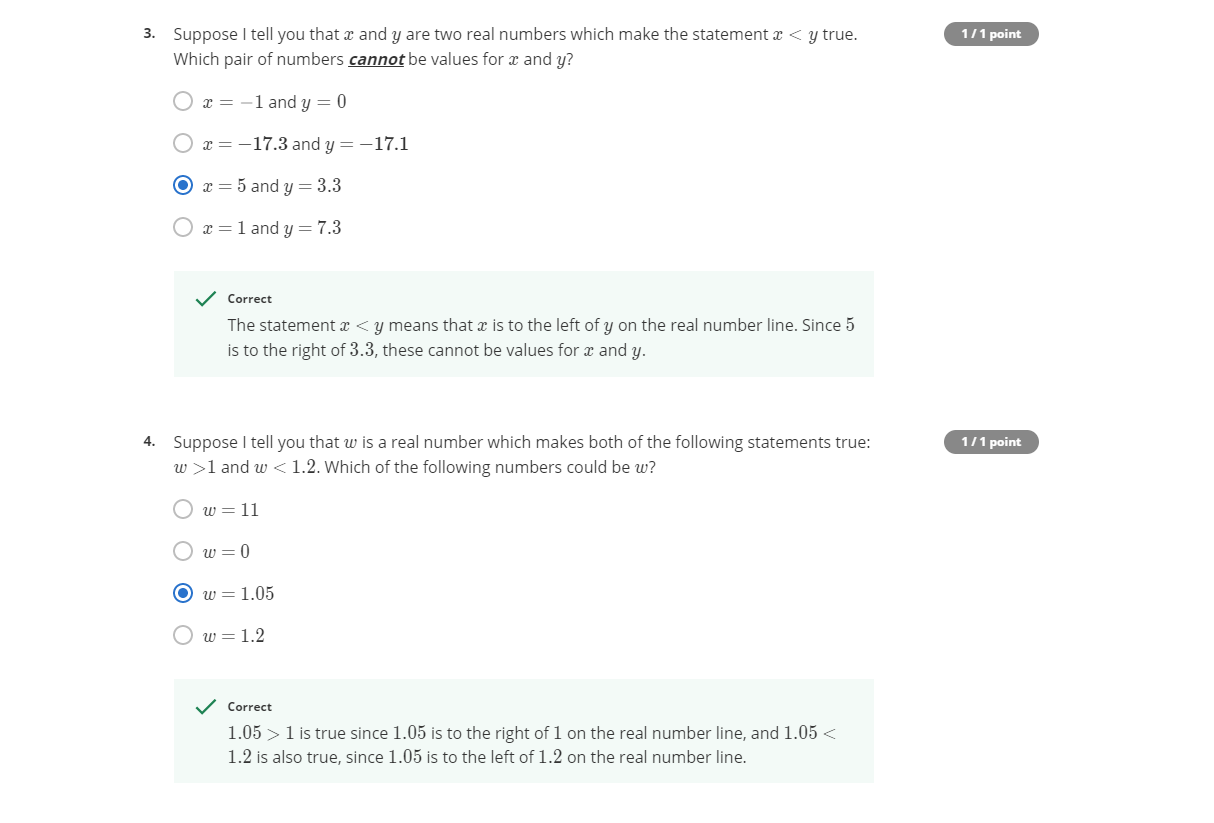 3. Suppose I tell you that x and y are two real numbers which make the statement x < y true. 1 / 1 point
Which pair of numbers cannot be values for x and y?
x = −1 and y = 0
x = −17.3 and y = −17.1
x = 5 and y = 3.3
x = 1 and y = 7.3
Correct
The statement x < y means that x is to the left of y on the real number line. Since 5
is to the right of 3.3, these cannot be values for x and y.
4. Suppose I tell you that w is a real number which makes both of the following statements true: 1 / 1 point
w >1 and w < 1.2. Which of the following numbers could be w?
w = 11
w = 0
w = 1.05
w = 1.2
Correct
1.05 > 1 is true since 1.05 is to the right of 1 on the real number line, and 1.05 <
1.2 is also true, since 1.05 is to the left of 1.2 on the real number line.